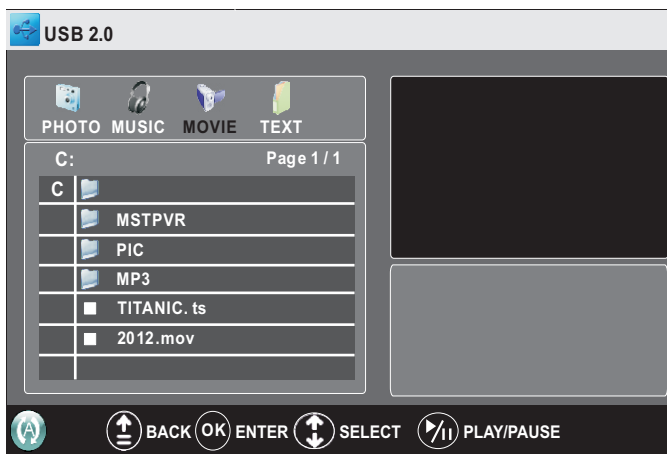 USB 2.0
PHOTO MUSIC MOVIE TEXT
C: Page 1 / 1
C
MSTPVR
PIC
MP3
TITANIC. ts
2012.mov
A BACK OK ENTER SELECT PLAY/PAUSE